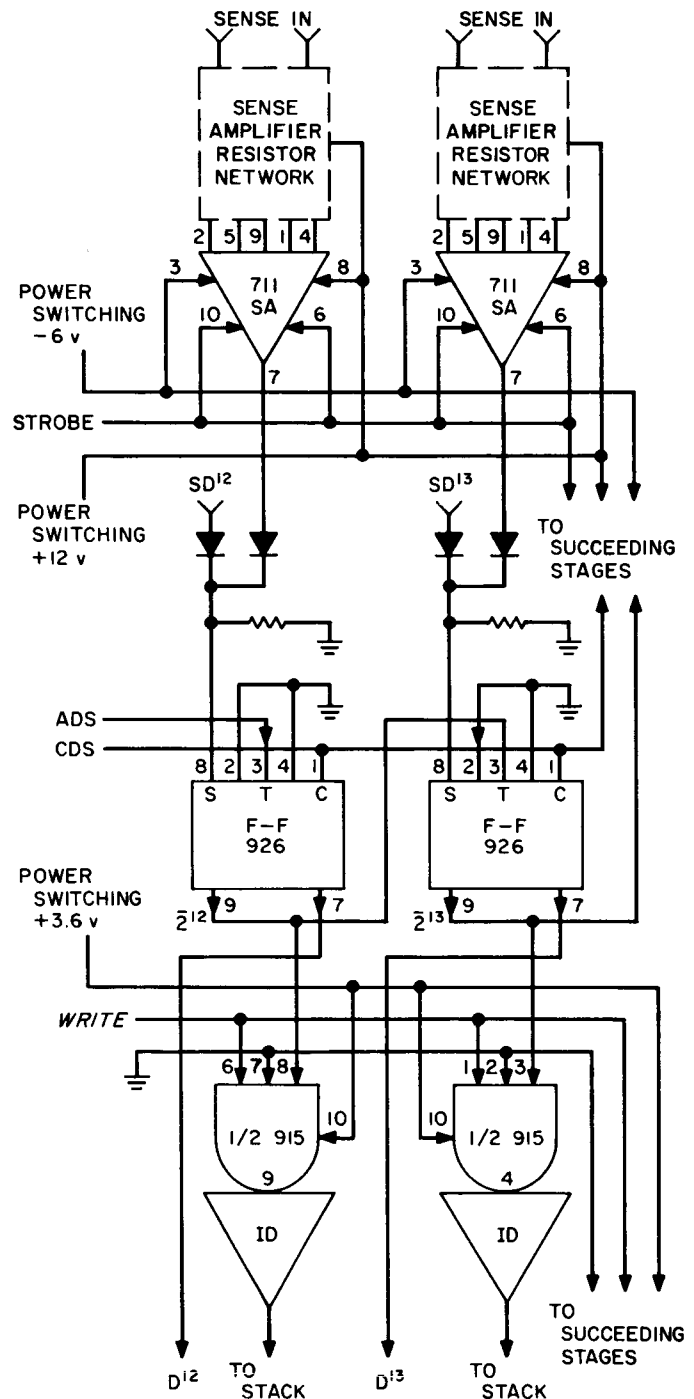 SENSE IN
SENSE IN
SENSE
AMPLIFIER
RESISTOR
NETWORK
SENSE
AMPLIFIER
RESISTOR
NETWORK
2 5 9 1 4
2 5 9 1 4
3
711
SA
8
3
711
SA
8
10
6
10
6
POWER
SWITCHING
−6 v
7
7
STROBE
SD¹²
SD¹³
POWER
SWITCHING
+12 v
TO
SUCCEEDING
STAGES
ADS
CDS
8 2 3 4 1
8 2 3 4 1
S T C
S T C
F-F
926
F-F
926
POWER
SWITCHING
+3.6 v
9
7
9
7
2̅¹²
2̅¹³
WRITE
6 7 8
1 2 3
1/2 915
10
10
1/2 915
9
4
ID
ID
TO
SUCCEEDING
STAGES
D¹²
TO
STACK
D¹³
TO
STACK